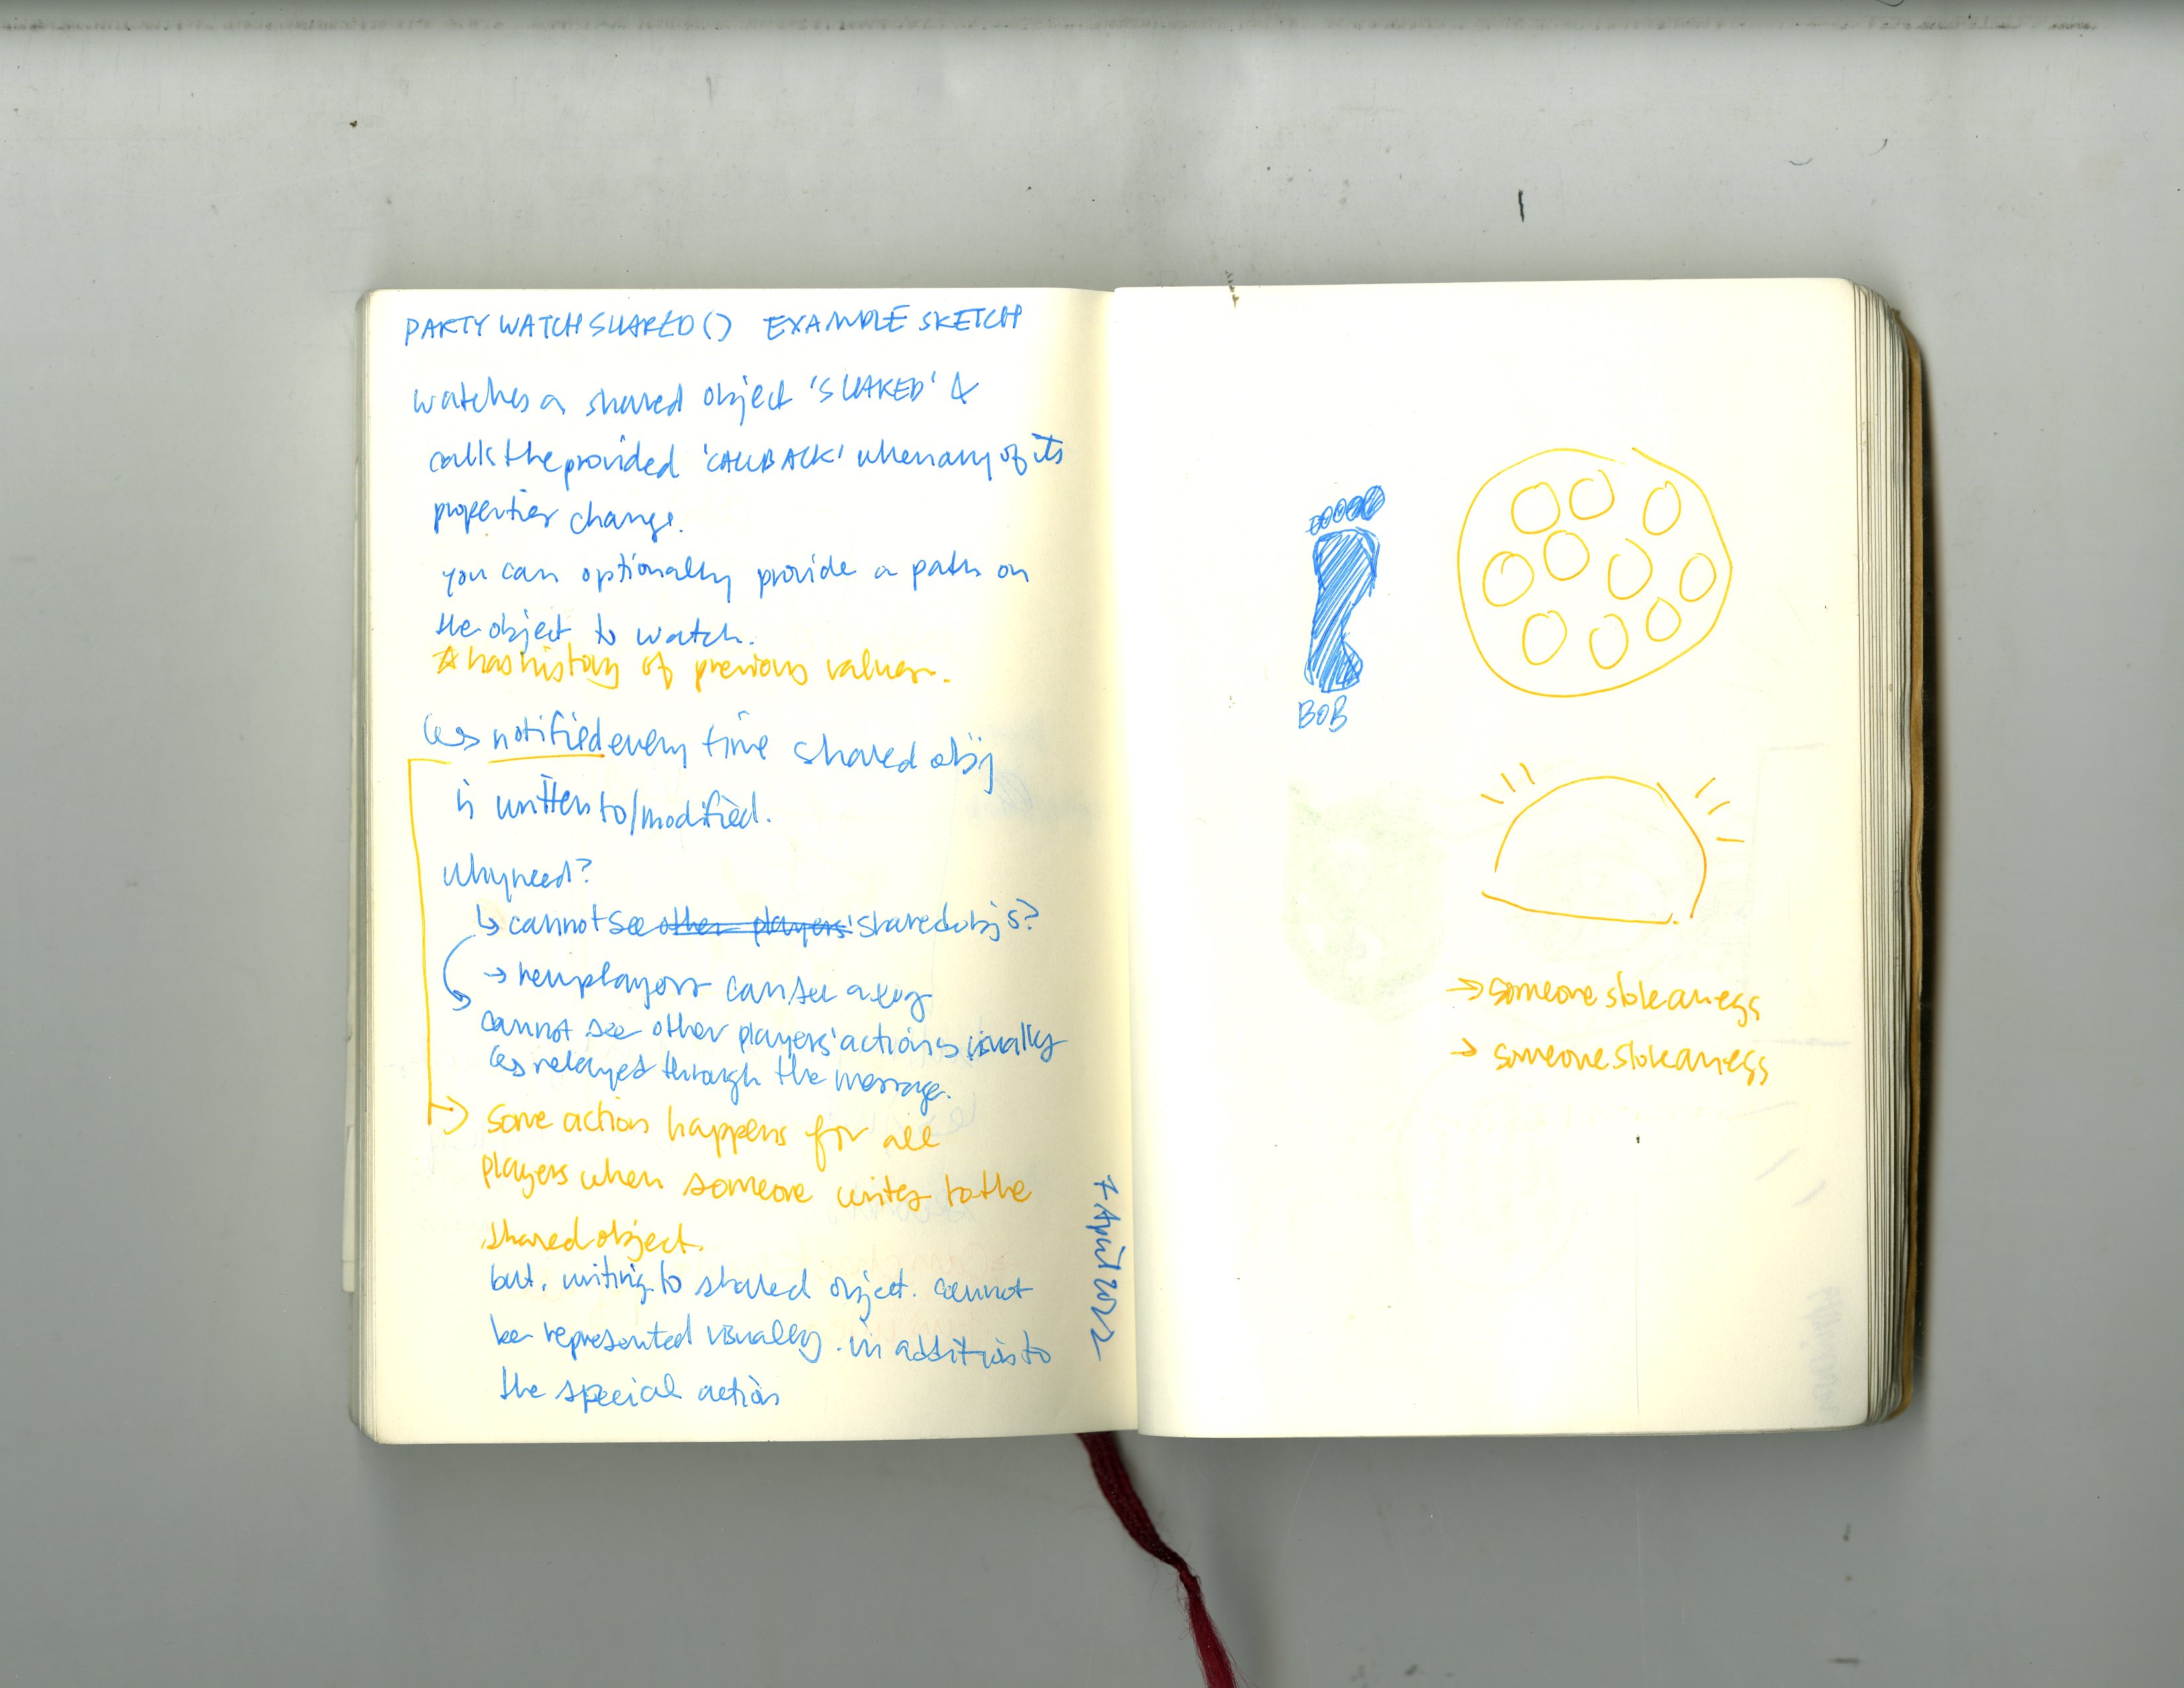 PARTY WATCH SHARED() EXAMPLE SKETCH
watches a shared object 'SHARED' &
calls the provided 'CALLBACK' when any of its
properties change.
you can optionally provide a path on
the object to watch.
☆ has history of previous values.
↳ notified every time shared obj
is written to/modified.
why need?
↳ cannot see other players' shared objs?
→ new players can see a log
cannot see other players' actions visually
↳ relayed through the message.
→ some action happens for all
players when someone writes to the
shared object.
but, writing to shared object. cannot
be represented visually. in addition to
the special action
7 April 2022
BOB
→ someone stole an egg
→ someone stole an egg